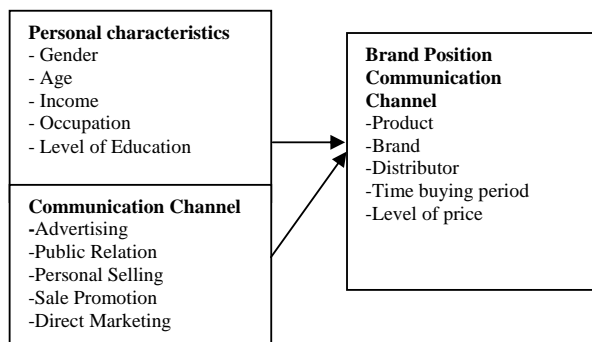 Personal characteristics
- Gender
- Age
- Income
- Occupation
- Level of Education
Communication Channel
-Advertising
-Public Relation
-Personal Selling
-Sale Promotion
-Direct Marketing
Brand Position
Communication
Channel
-Product
-Brand
-Distributor
-Time buying period
-Level of price